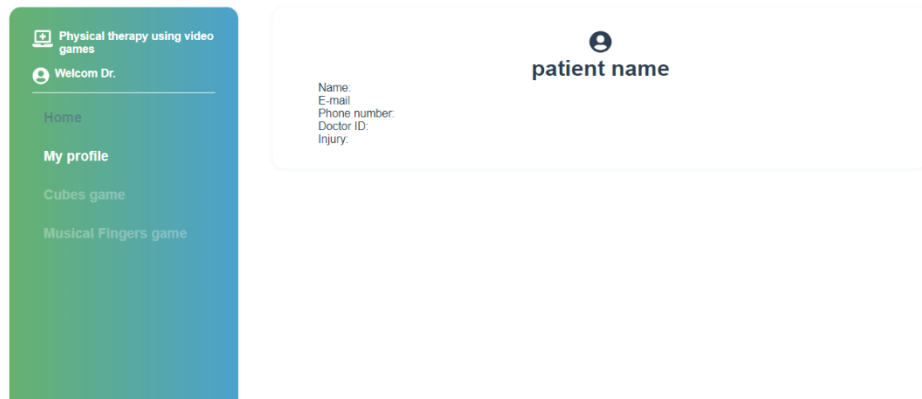 Physical therapy using video
games
Welcom Dr.
Home
My profile
Cubes game
Musical Fingers game
patient name
Name:
E-mail
Phone number:
Doctor ID:
Injury: